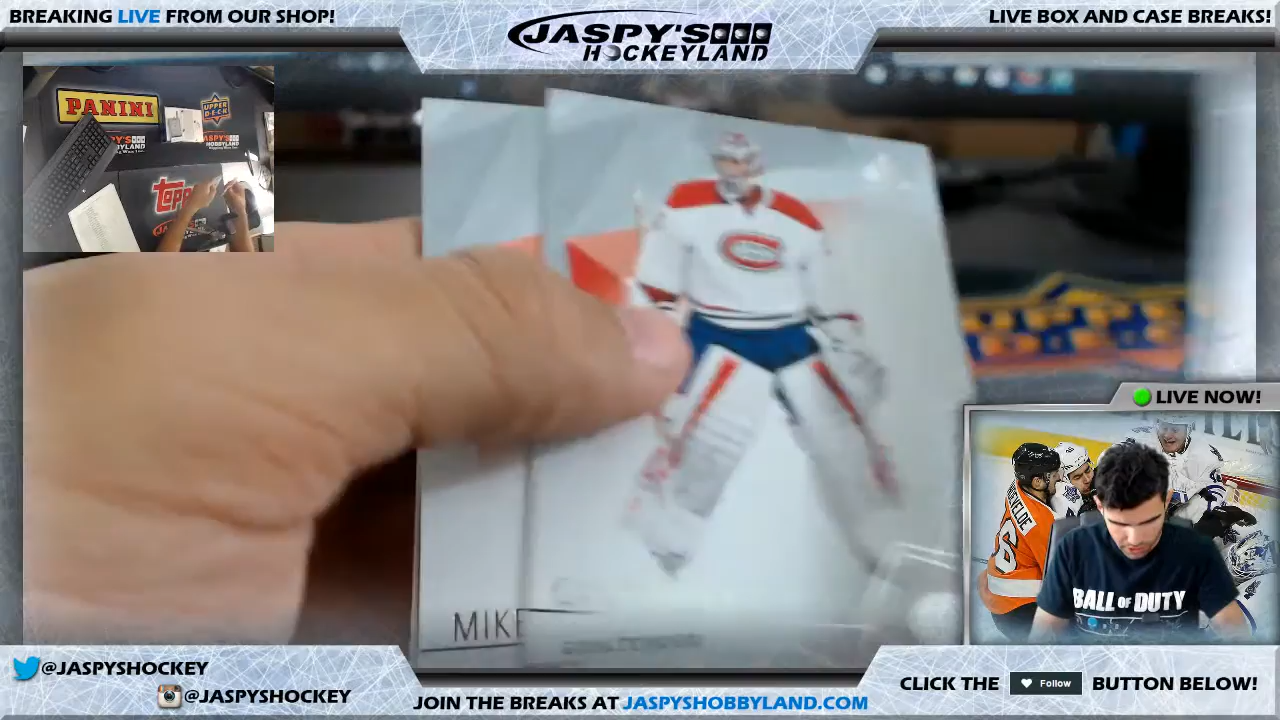 BREAKING LIVE FROM OUR SHOP!
JASPY'S
HOCKEYLAND
LIVE BOX AND CASE BREAKS!
PANINI
UPPER DECK
LIVE NOW!
BALL OF DUTY
MIKE
@JASPYSHOCKEY
@JASPYSHOCKEY
JOIN THE BREAKS AT JASPYSHOBBYLAND.COM
CLICK THE Follow BUTTON BELOW!